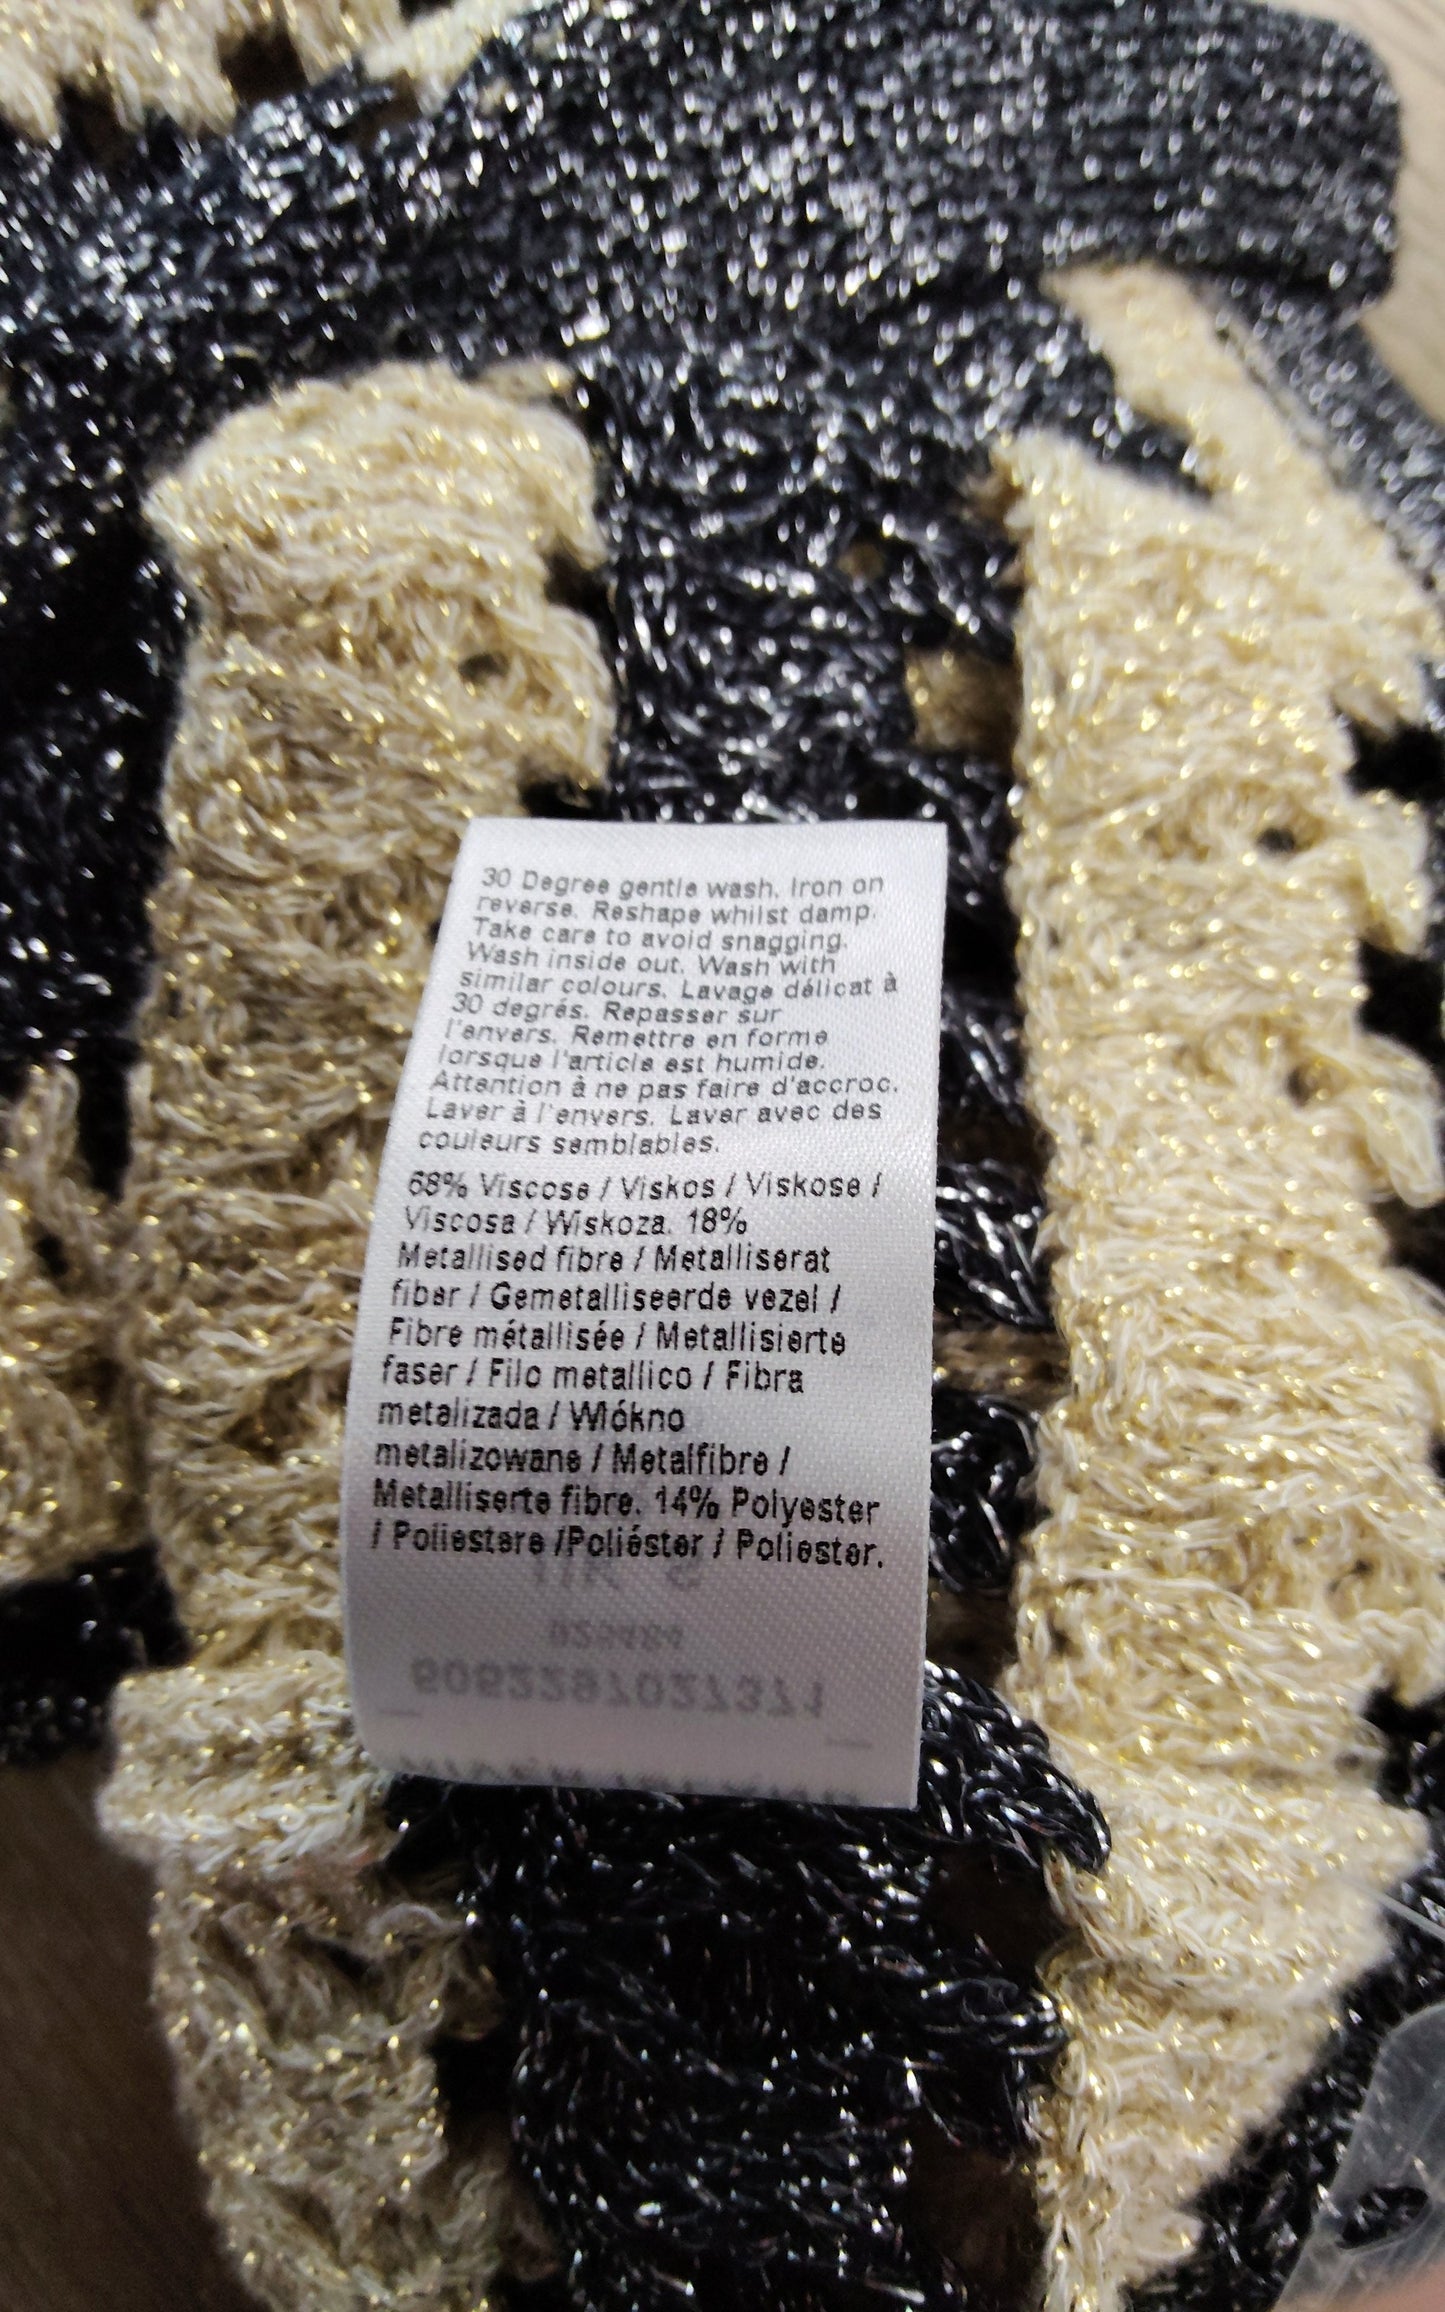 30 Degree gentle wash. Iron on
reverse. Reshape whilst damp.
Take care to avoid snagging.
Wash inside out. Wash with
similar colours. Lavage délicat à
30 degrés. Repasser sur
l'envers. Remettre en forme
lorsque l'article est humide.
Attention à ne pas faire d'accroc.
Laver à l'envers. Laver avec des
couleurs semblables.
68% Viscose / Viskos / Viskose /
Viscosa / Wiskoza. 18%
Metallised fibre / Metalliserat
fiber / Gemetalliseerde vezel /
Fibre métallisée / Metallisierte
faser / Filo metallico / Fibra
metalizada / Włókno
metalizowane / Metalfibre /
Metalliserte fibre. 14% Polyester
/ Poliestere /Poliéster / Poliester.